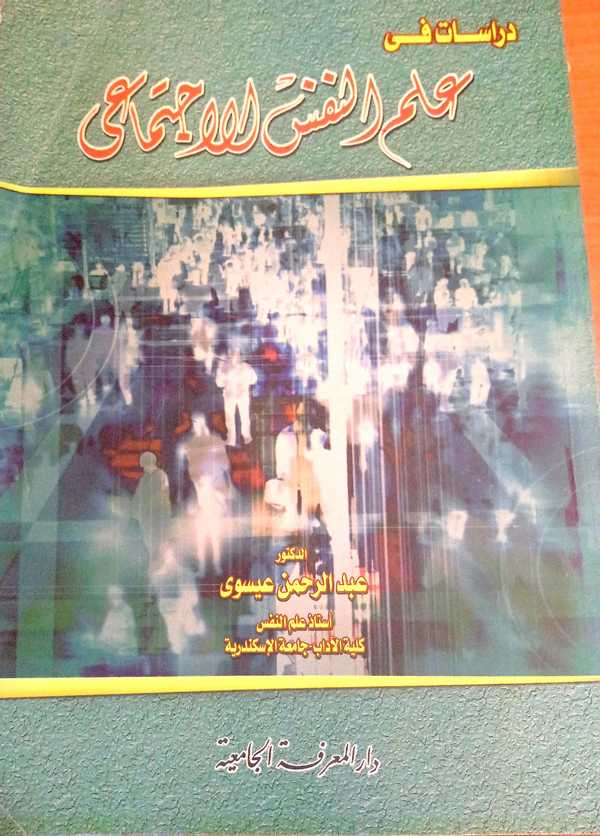 دراسات فى
علم النفس الاجتماعى
الدكتور
عبد الرحمن عيسوى
أستاذ علم النفس
كلية الآداب-جامعة الإسكندرية
دار المعرفة الجامعية